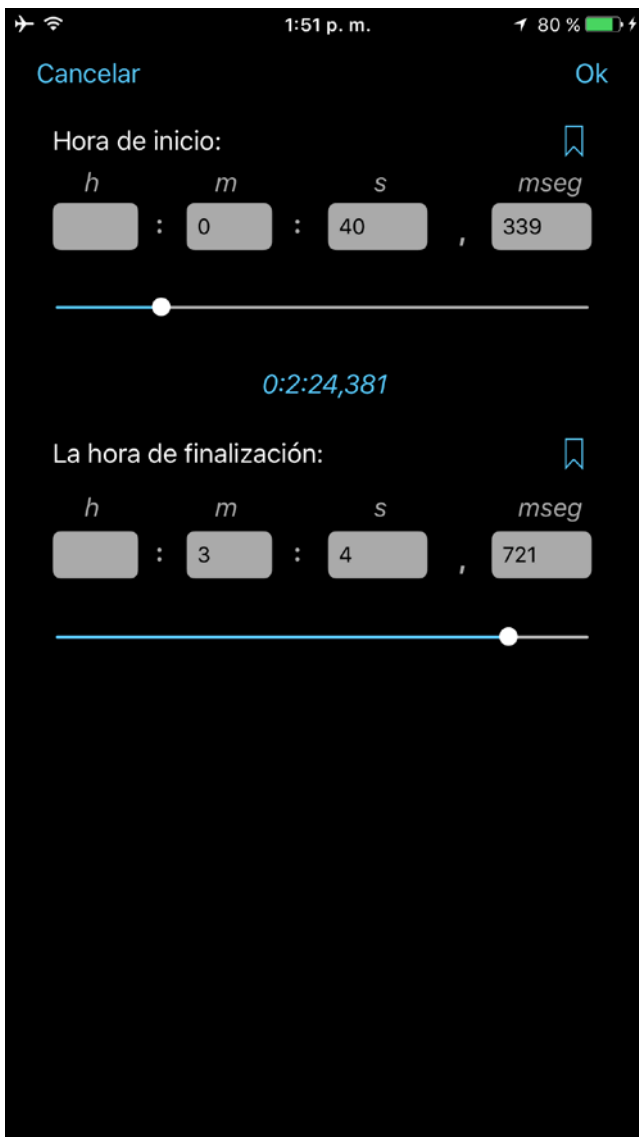 1:51 p. m. 80 %
Cancelar Ok
Hora de inicio:
h m s mseg
: 0 : 40 , 339
0:2:24,381
La hora de finalización:
h m s mseg
: 3 : 4 , 721